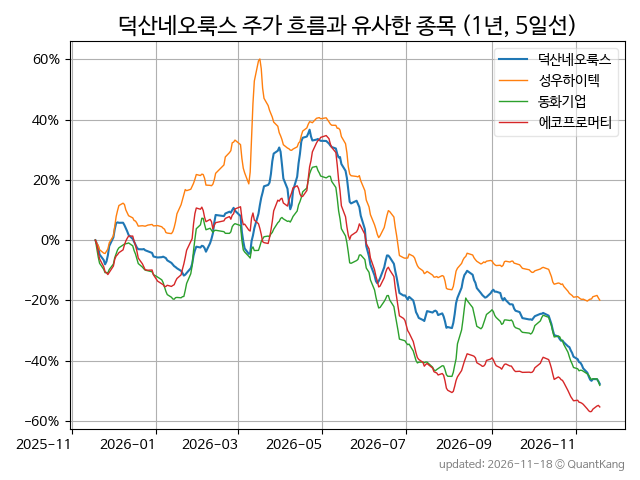 덕산네오룩스 주가 흐름과 유사한 종목 (1년, 5일선)
덕산네오룩스
성우하이텍
동화기업
에코프로머티
60%
40%
20%
0%
−20%
−40%
−60%
2025-11
2026-01
2026-03
2026-05
2026-07
2026-09
2026-11
updated: 2026-11-18 © QuantKang